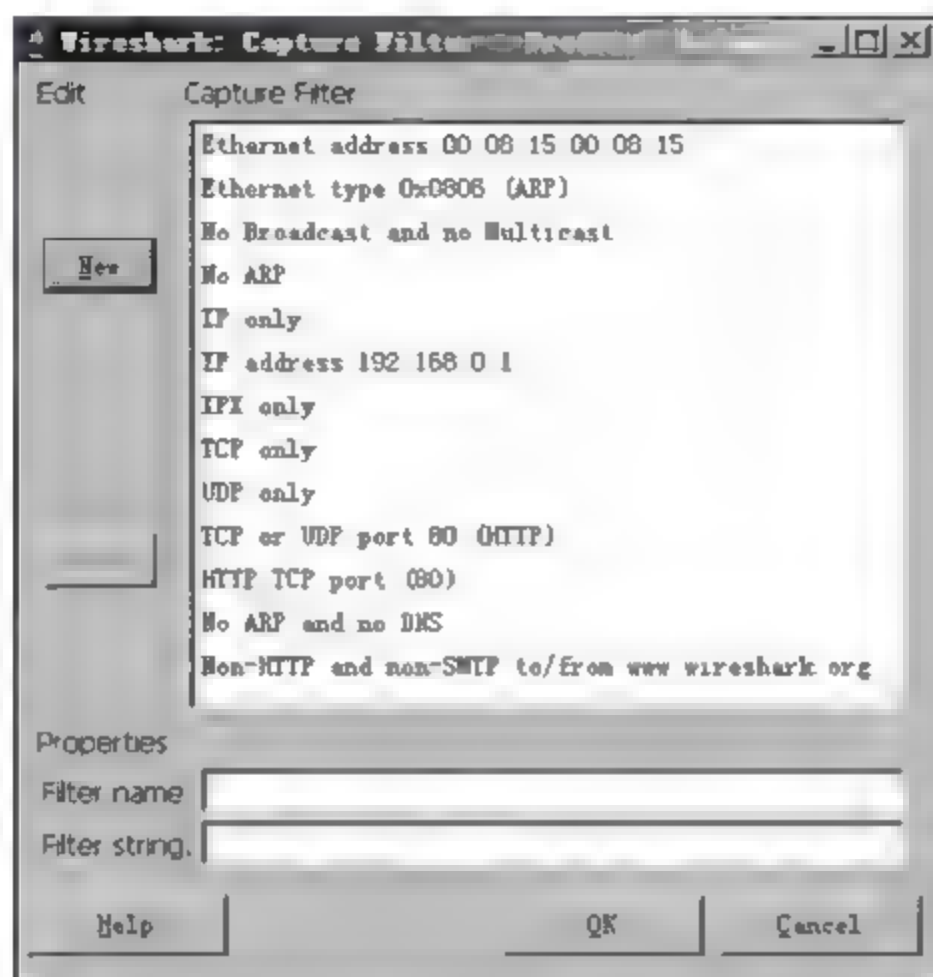 Wireshark: Capture Filter
Edit
Capture Filter
Ethernet address 00 08 15 00 08 15
Ethernet type 0x0806 (ARP)
No Broadcast and no Multicast
New
No ARP
IP only
IP address 192 168 0 1
IPX only
TCP only
UDP only
TCP or UDP port 80 (HTTP)
HTTP TCP port (80)
No ARP and no DNS
Non-HTTP and non-SMTP to/from www wireshark org
Properties
Filter name
Filter string.
Help
OK
Cancel